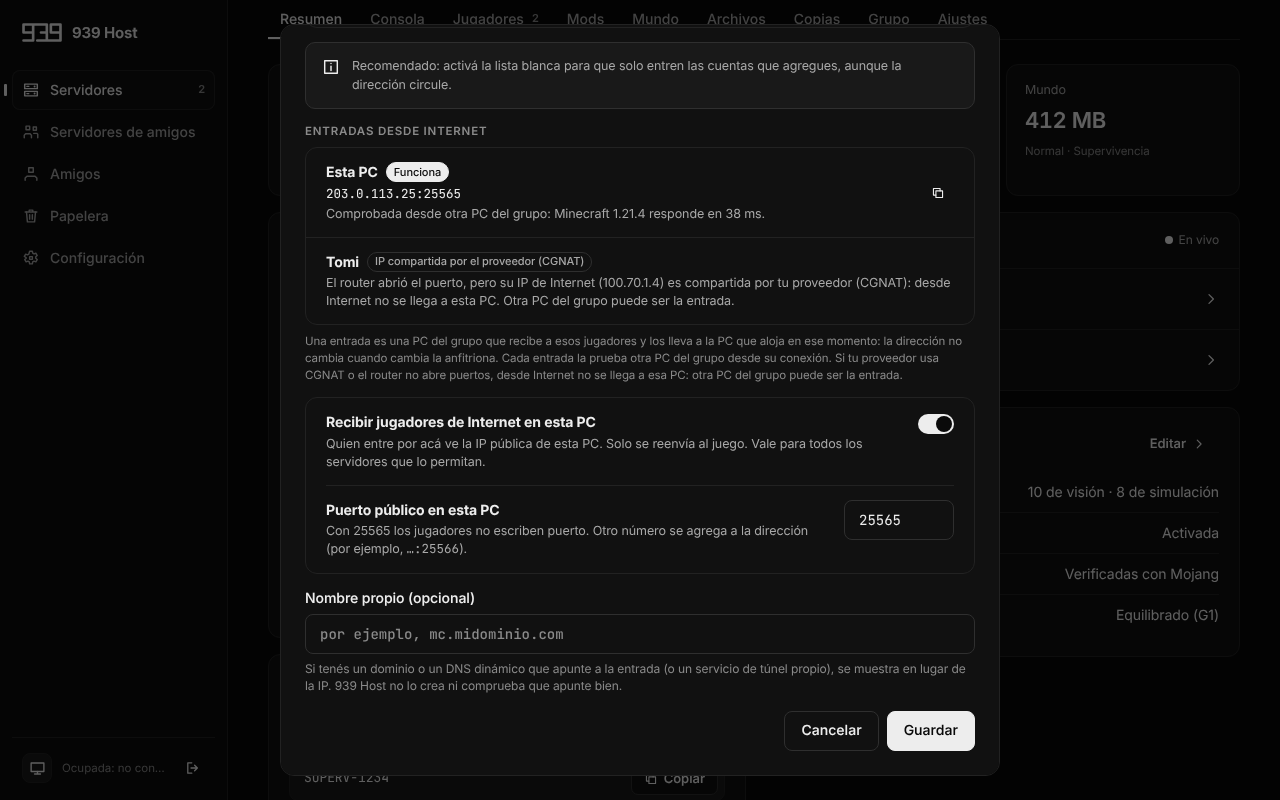 939 939 Host
Servidores 2
Servidores de amigos
Amigos
Papelera
Configuración
Ocupada: no con...
Resumen Consola Jugadores 2 Mods Mundo Archivos Copias Grupo Ajustes
Recomendado: activá la lista blanca para que solo entren las cuentas que agregues, aunque la
dirección circule.
ENTRADAS DESDE INTERNET
Esta PC Funciona
203.0.113.25:25565
Comprobada desde otra PC del grupo: Minecraft 1.21.4 responde en 38 ms.
Tomi IP compartida por el proveedor (CGNAT)
El router abrió el puerto, pero su IP de Internet (100.70.1.4) es compartida por tu proveedor (CGNAT): desde
Internet no se llega a esta PC. Otra PC del grupo puede ser la entrada.
Una entrada es una PC del grupo que recibe a esos jugadores y los lleva a la PC que aloja en ese momento: la dirección no
cambia cuando cambia la anfitriona. Cada entrada la prueba otra PC del grupo desde su conexión. Si tu proveedor usa
CGNAT o el router no abre puertos, desde Internet no se llega a esa PC: otra PC del grupo puede ser la entrada.
Recibir jugadores de Internet en esta PC
Quien entre por acá ve la IP pública de esta PC. Solo se reenvía al juego. Vale para todos los
servidores que lo permitan.
Puerto público en esta PC
Con 25565 los jugadores no escriben puerto. Otro número se agrega a la dirección
(por ejemplo, …:25566).
25565
Nombre propio (opcional)
por ejemplo, mc.midominio.com
Si tenés un dominio o un DNS dinámico que apunte a la entrada (o un servicio de túnel propio), se muestra en lugar de
la IP. 939 Host no lo crea ni comprueba que apunte bien.
Cancelar Guardar
Mundo
412 MB
Normal · Supervivencia
En vivo
Editar
10 de visión · 8 de simulación
Activada
Verificadas con Mojang
Equilibrado (G1)
SUPERV-1234 Copiar